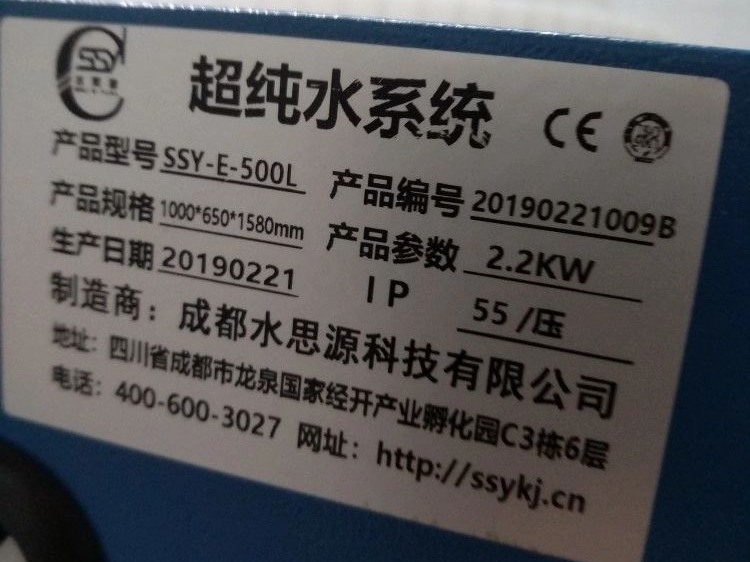 SSY
超纯水系统 CE
产品型号 SSY-E-500L 产品编号 20190221009B
产品规格 1000*650*1580mm 产品参数 2.2KW
生产日期 20190221 IP 55/压
制造商：成都水思源科技有限公司
地址：四川省成都市龙泉国家经开产业孵化园C3栋6层
电话：400-600-3027 网址：http://ssykj.cn